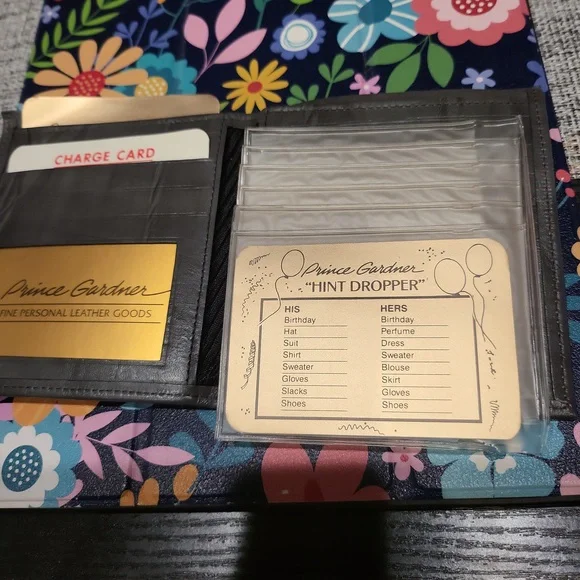 CHARGE CARD
Prince Gardner
FINE PERSONAL LEATHER GOODS
Prince Gardner
"HINT DROPPER"
HIS HERS
Birthday Birthday
Hat Perfume
Suit Dress
Shirt Sweater
Sweater Blouse
Gloves Skirt
Slacks Gloves
Shoes Shoes